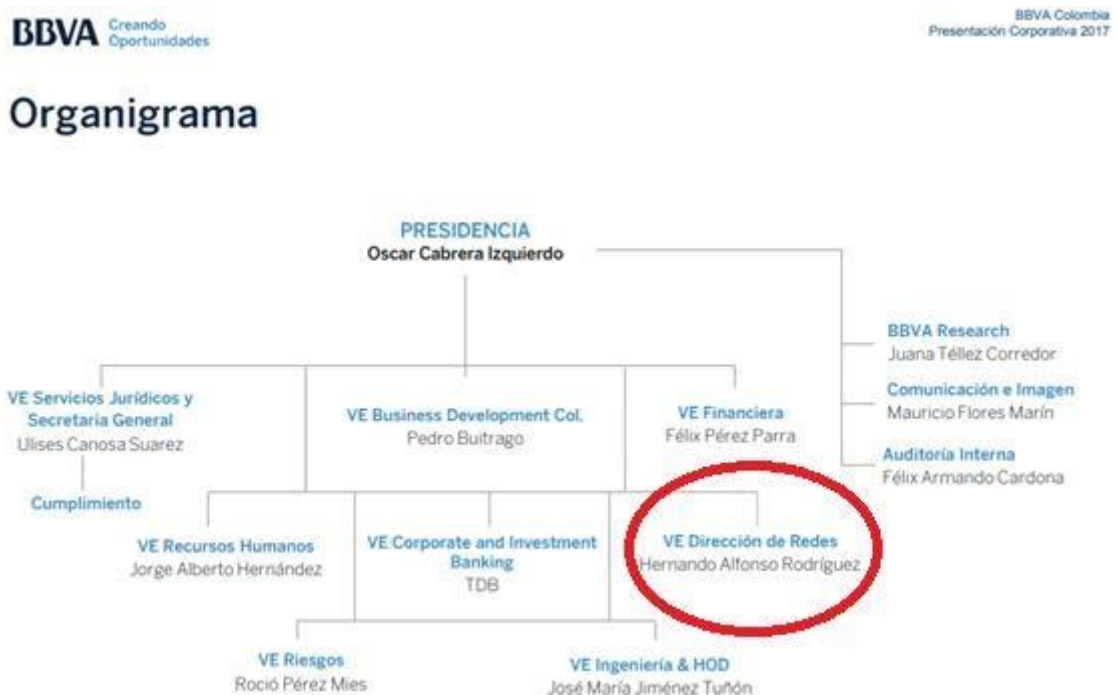 BBVA
Creando
Oportunidades
BBVA Colombia
Presentación Corporativa 2017
Organigrama
PRESIDENCIA
Oscar Cabrera Izquierdo
BBVA Research
Juana Téllez Corredor
Comunicación e Imagen
Mauricio Flores Marín
Auditoría Interna
Félix Armando Cardona
VE Servicios Jurídicos y
Secretaria General
Ulises Canosa Suarez
Cumplimiento
VE Business Development Col.
Pedro Buitrago
VE Financiera
Félix Pérez Parra
VE Recursos Humanos
Jorge Alberto Hernández
VE Corporate and Investment
Banking
TDB
VE Dirección de Redes
Hernando Alfonso Rodríguez
VE Riesgos
Roció Pérez Mies
VE Ingeniería & HOD
José María Jiménez Tuñón